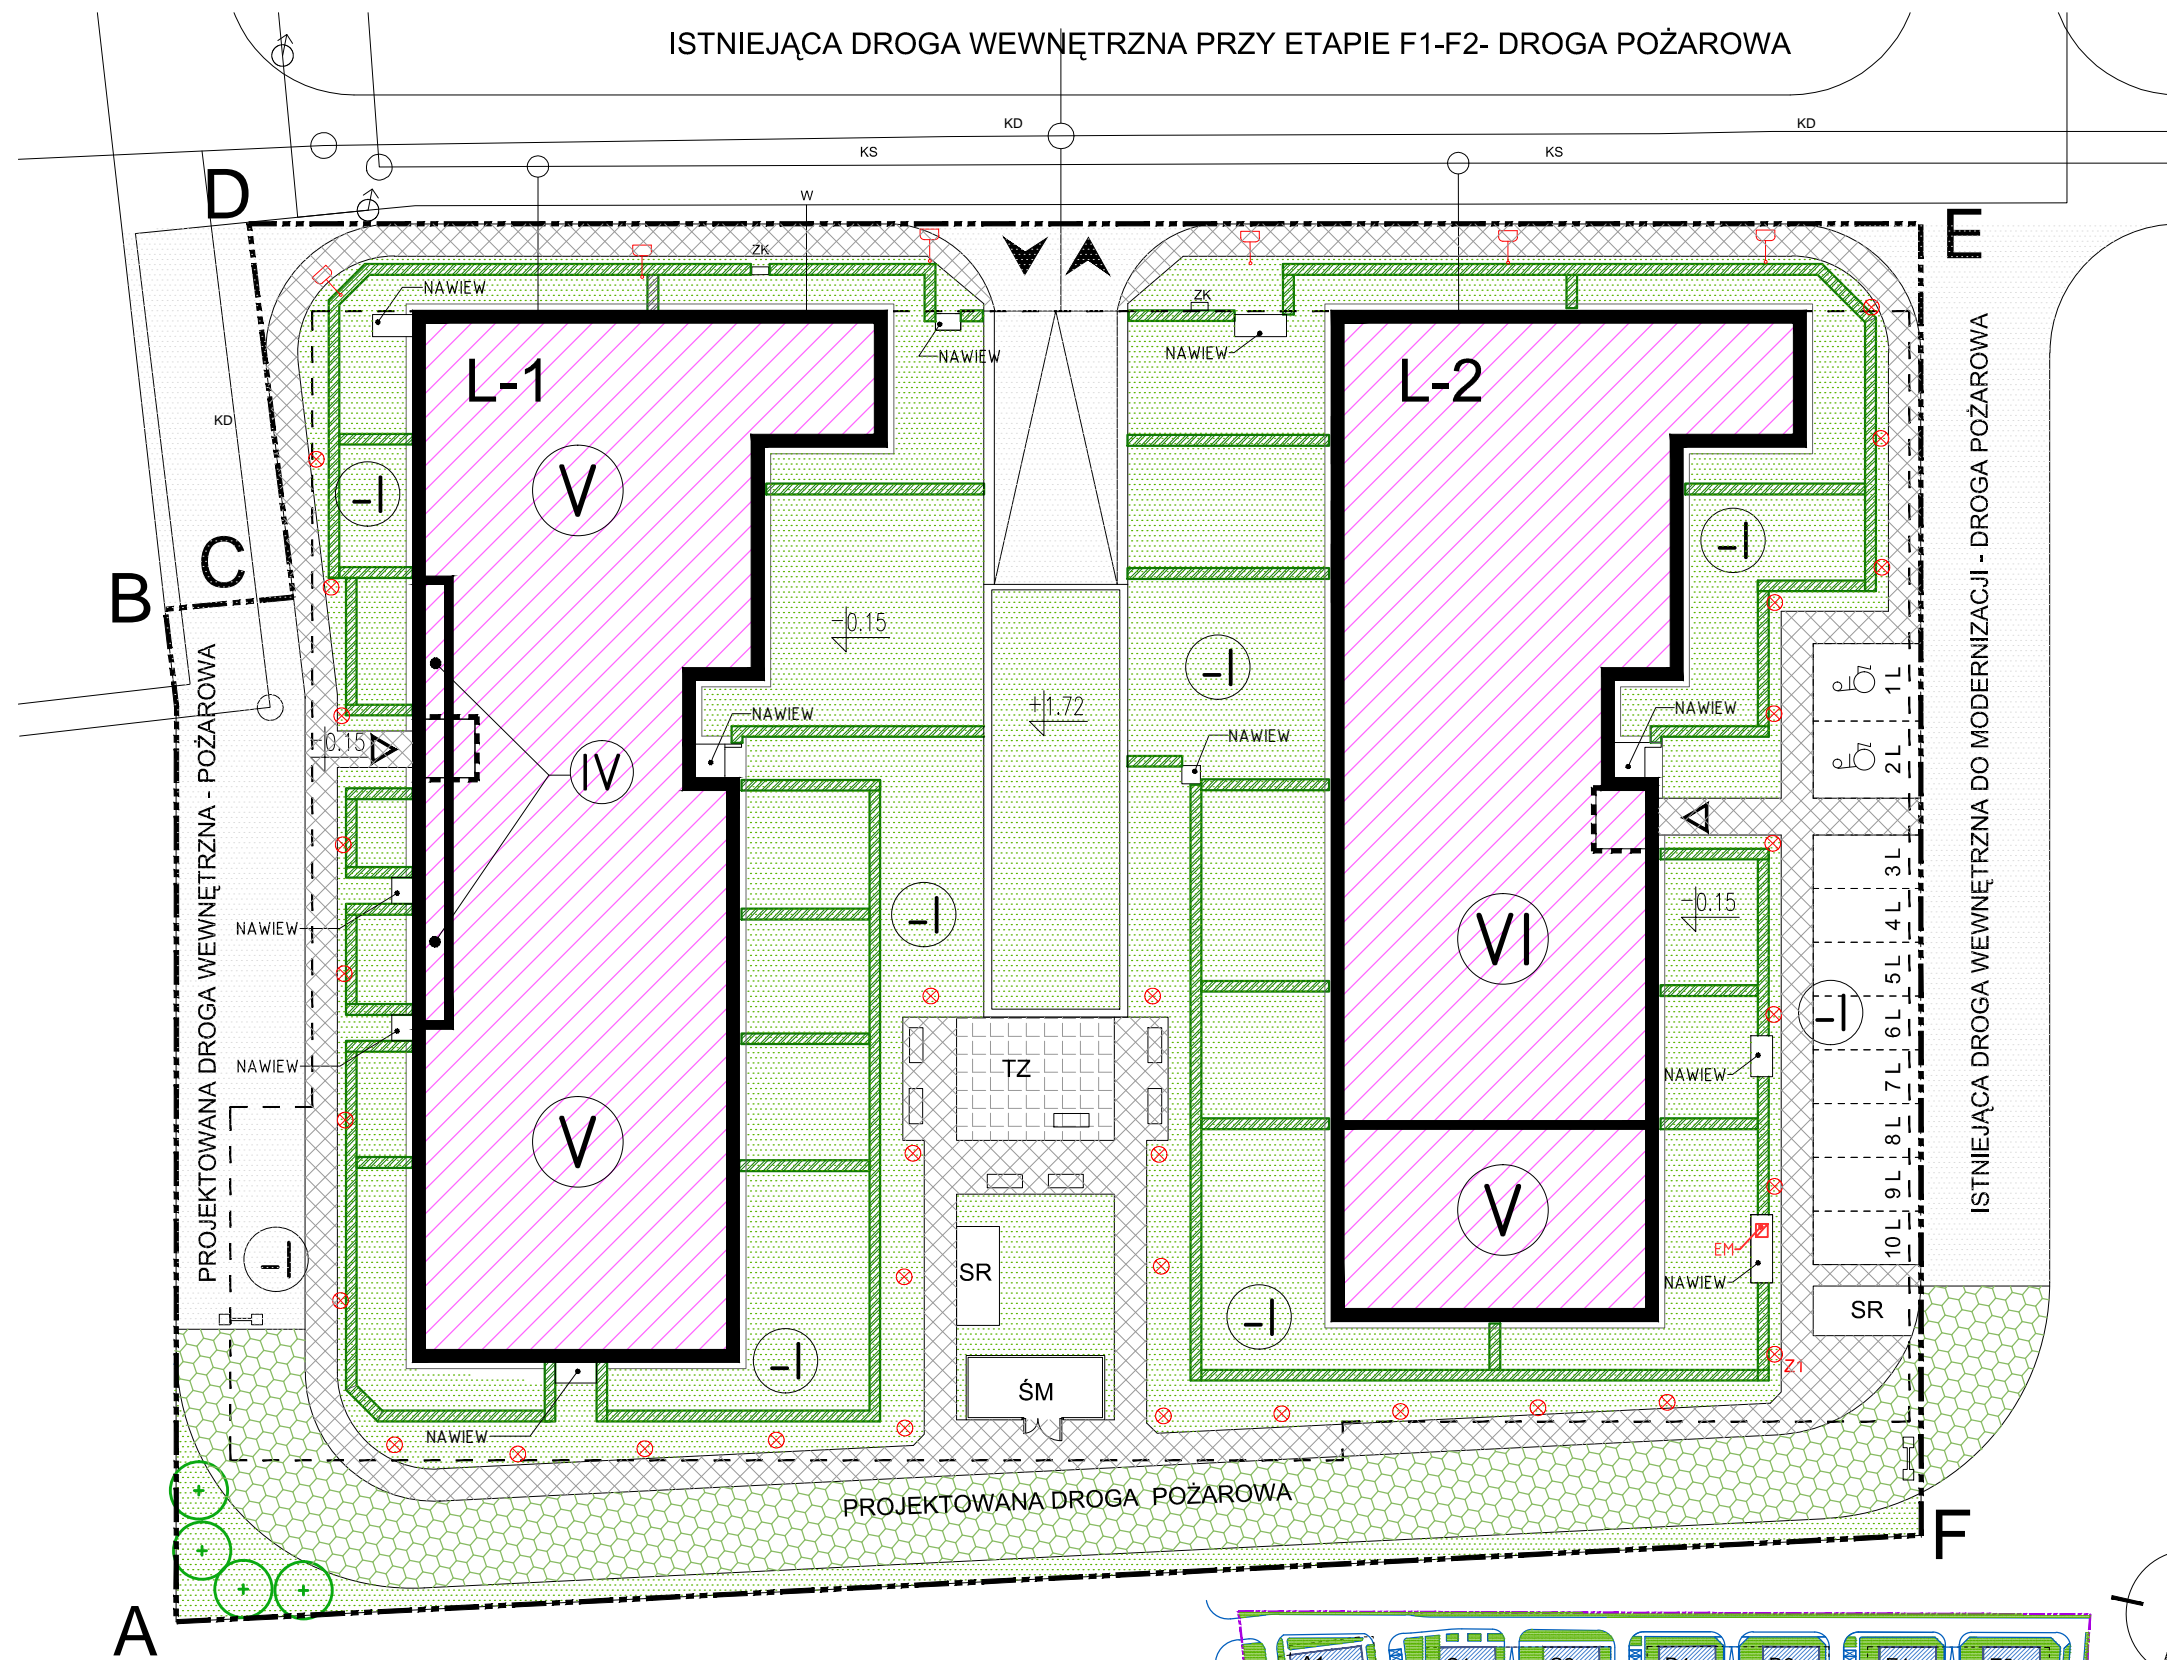 ISTNIEJĄCA DROGA WEWNĘTRZNA PRZY ETAPIE F1-F2- DROGA POŻAROWA
KD
KD
KS
KS
W
D
E
ZK
ZK
NAWIEW
NAWIEW
NAWIEW
L-1
L-2
KD
V
-I
-I
C
B
-0.15
-I
+1.72
1 L
2 L
NAWIEW
NAWIEW
NAWIEW
-0.15
IV
PROJEKTOWANA DROGA WEWNĘTRZNA - POŻAROWA
ISTNIEJĄCA DROGA WEWNĘTRZNA DO MODERNIZACJI - DROGA POŻAROWA
3 L
4 L
5 L
6 L
7 L
8 L
9 L
10 L
-0.15
-I
VI
NAWIEW
-I
NAWIEW
TZ
NAWIEW
V
V
-I
EM
SR
NAWIEW
SR
-I
-I
Z1
ŚM
NAWIEW
PROJEKTOWANA DROGA POŻAROWA
F
A